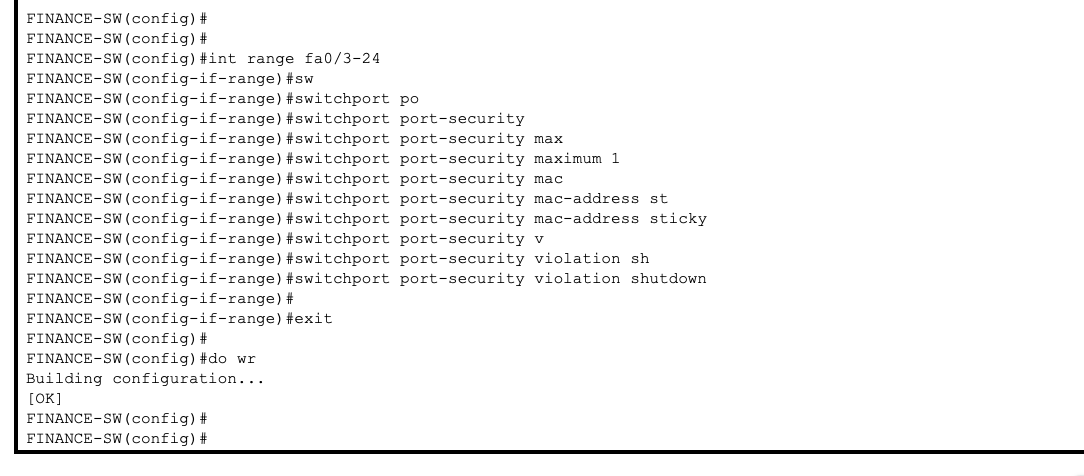 FINANCE-SW(config)#
FINANCE-SW(config)#
FINANCE-SW(config)#int range fa0/3-24
FINANCE-SW(config-if-range)#sw
FINANCE-SW(config-if-range)#switchport po
FINANCE-SW(config-if-range)#switchport port-security
FINANCE-SW(config-if-range)#switchport port-security max
FINANCE-SW(config-if-range)#switchport port-security maximum 1
FINANCE-SW(config-if-range)#switchport port-security mac
FINANCE-SW(config-if-range)#switchport port-security mac-address st
FINANCE-SW(config-if-range)#switchport port-security mac-address sticky
FINANCE-SW(config-if-range)#switchport port-security v
FINANCE-SW(config-if-range)#switchport port-security violation sh
FINANCE-SW(config-if-range)#switchport port-security violation shutdown
FINANCE-SW(config-if-range)#
FINANCE-SW(config-if-range)#exit
FINANCE-SW(config)#
FINANCE-SW(config)#do wr
Building configuration...
[OK]
FINANCE-SW(config)#
FINANCE-SW(config)#